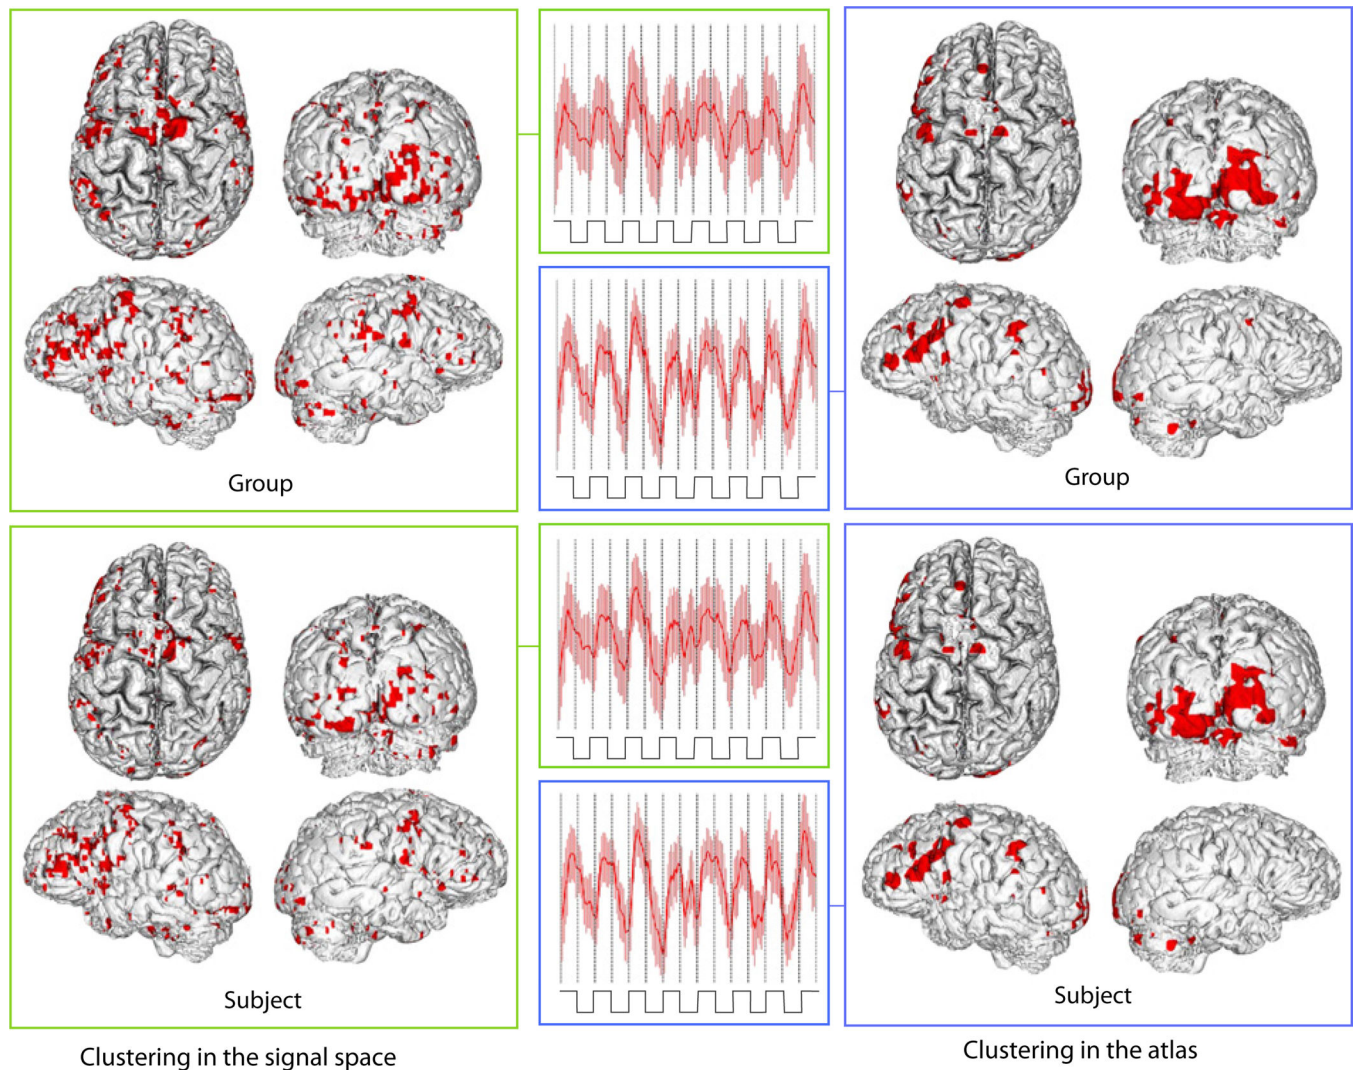 Group
Group
Subject
Subject
Clustering in the signal space
Clustering in the atlas